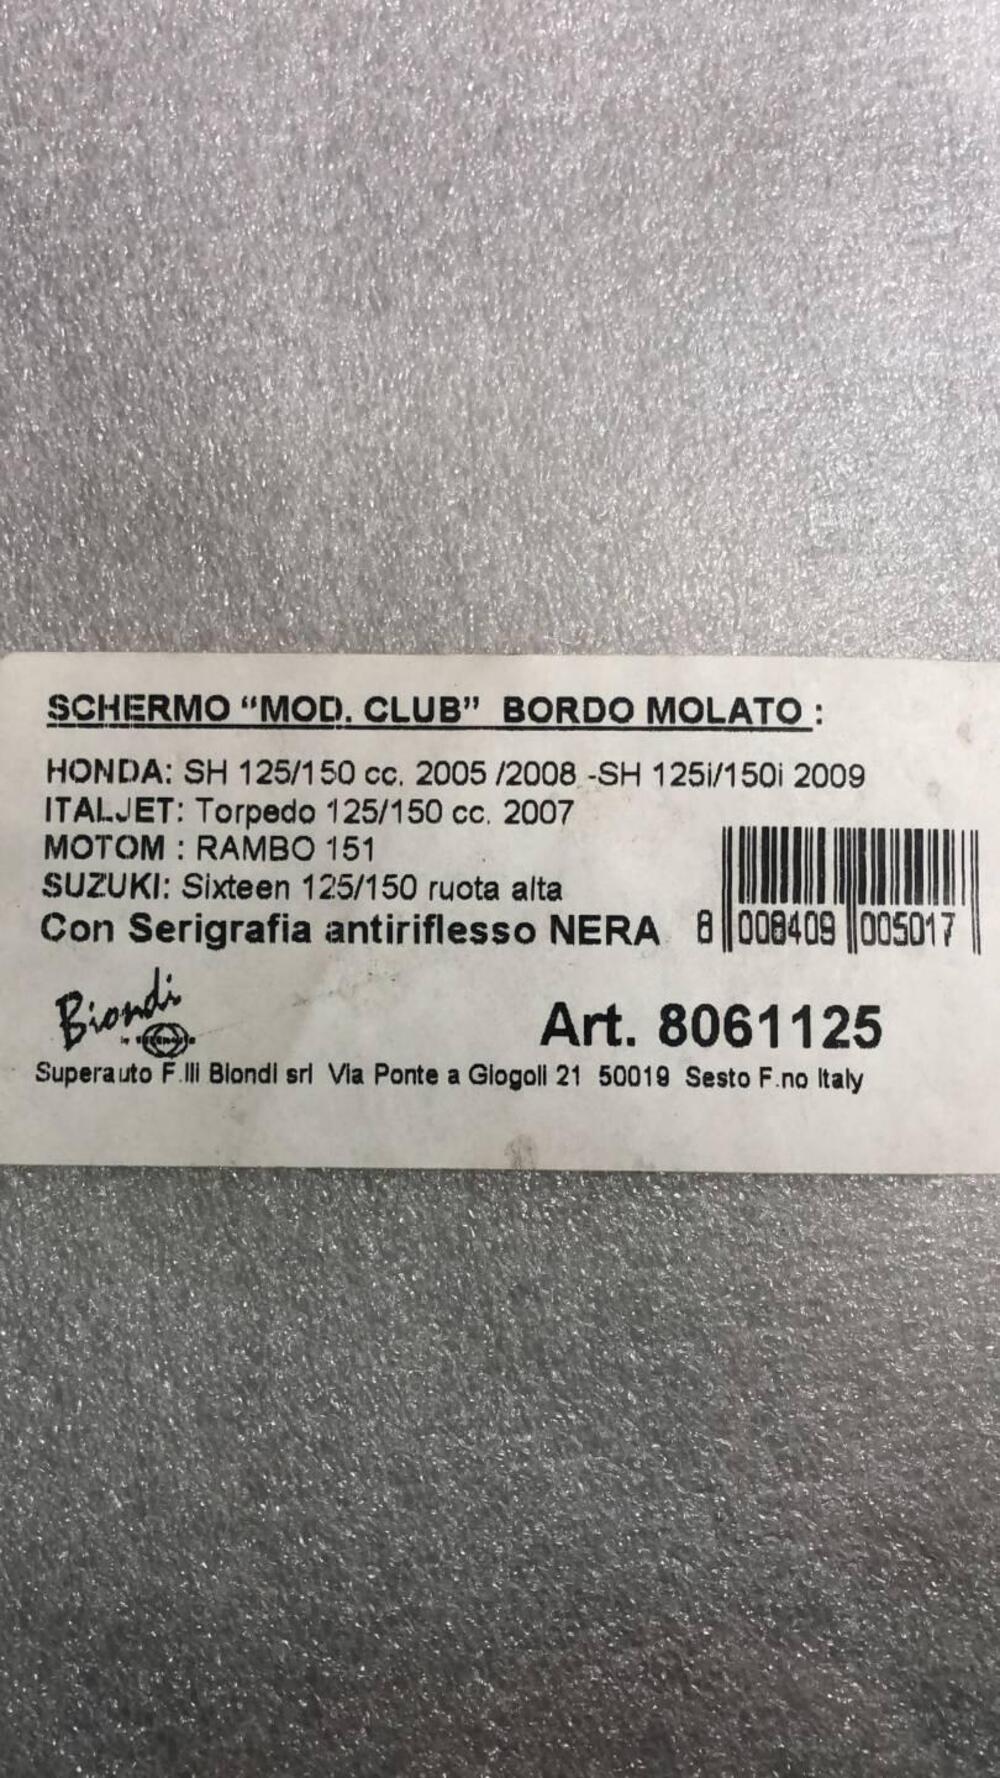 SCHERMO “MOD. CLUB” BORDO MOLATO :
HONDA: SH 125/150 cc. 2005 /2008 -SH 125i/150i 2009
ITALJET: Torpedo 125/150 cc. 2007
MOTOM : RAMBO 151
SUZUKI: Sixteen 125/150 ruota alta
Con Serigrafia antiriflesso NERA
8 008409 005017
Biondi
by
Art. 8061125
Superauto F.lli Biondi srl Via Ponte a Giogoli 21 50019 Sesto F.no Italy